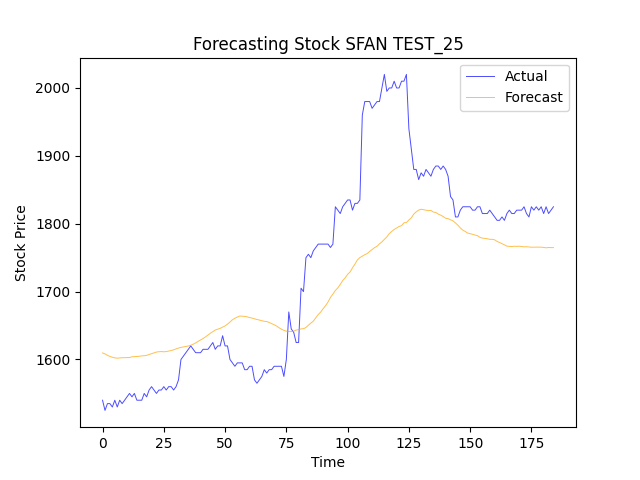 Forecasting Stock SFAN TEST_25
Actual
Forecast
Stock Price
2000
1900
1800
1700
1600
0 25 50 75 100 125 150 175
Time